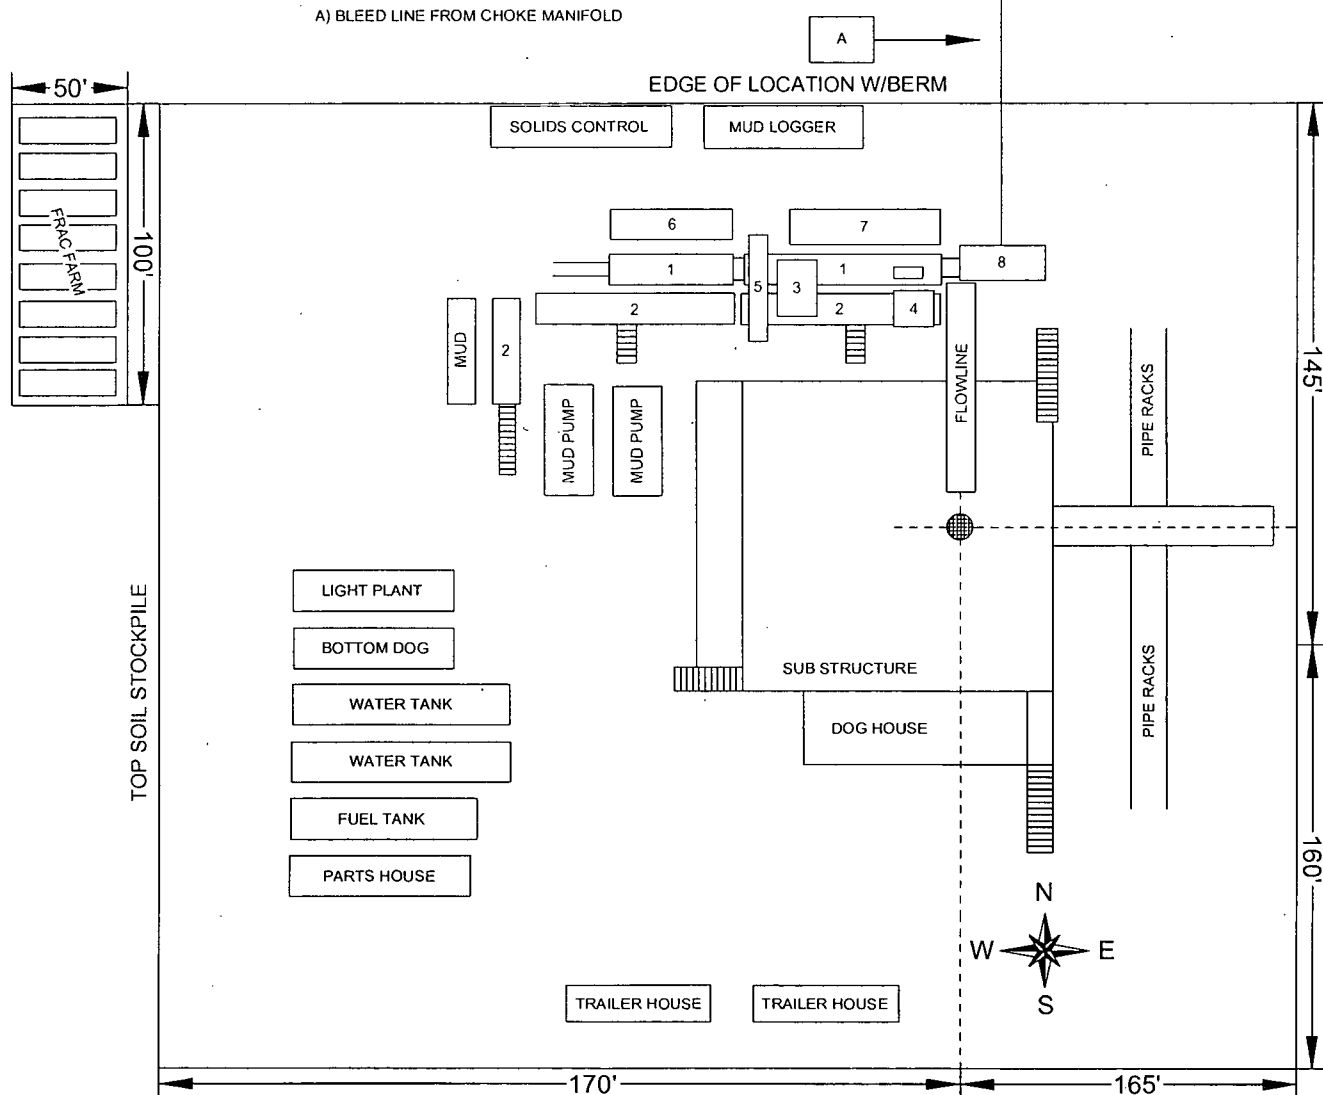 A) BLEED LINE FROM CHOKE MANIFOLD
A
EDGE OF LOCATION W/BERM
50'
SOLIDS CONTROL
MUD LOGGER
FRAC FARM
100'
6
7
1
1
8
5
3
2
2
4
MUD
2
FLOWLINE
145'
PIPE RACKS
MUD PUMP
MUD PUMP
LIGHT PLANT
BOTTOM DOG
WATER TANK
WATER TANK
FUEL TANK
PARTS HOUSE
TOP SOIL STOCKPILE
SUB STRUCTURE
DOG HOUSE
PIPE RACKS
160'
N
W
E
S
TRAILER HOUSE
TRAILER HOUSE
170'
165'